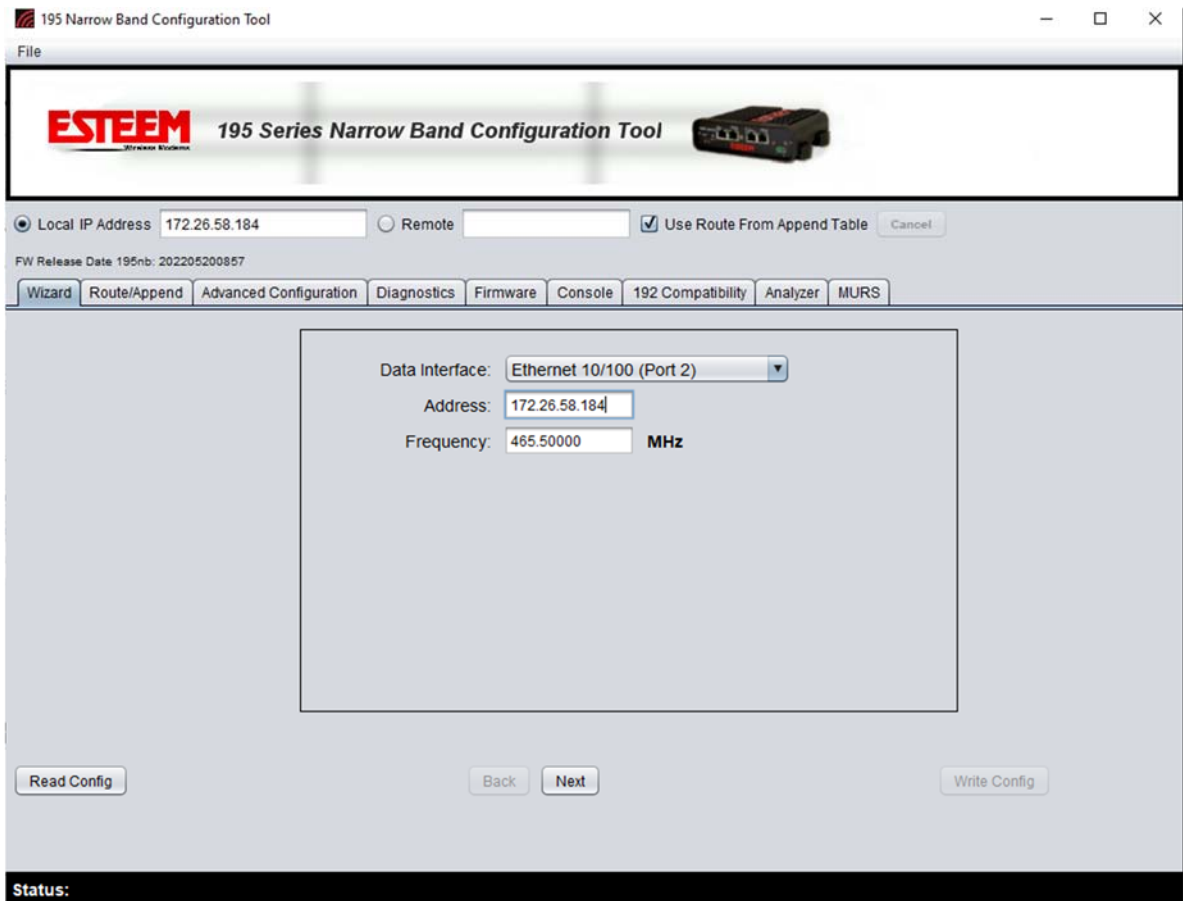 195 Narrow Band Configuration Tool
File
ESTEEM 195 Series Narrow Band Configuration Tool
Wireless Modems
Local IP Address 172.26.58.184 Remote Use Route From Append Table Cancel
FW Release Date 195nb: 202205200857
Wizard Route/Append Advanced Configuration Diagnostics Firmware Console 192 Compatibility Analyzer MURS
Data Interface: Ethernet 10/100 (Port 2)
Address: 172.26.58.184
Frequency: 465.50000 MHz
Read Config Back Next Write Config
Status: